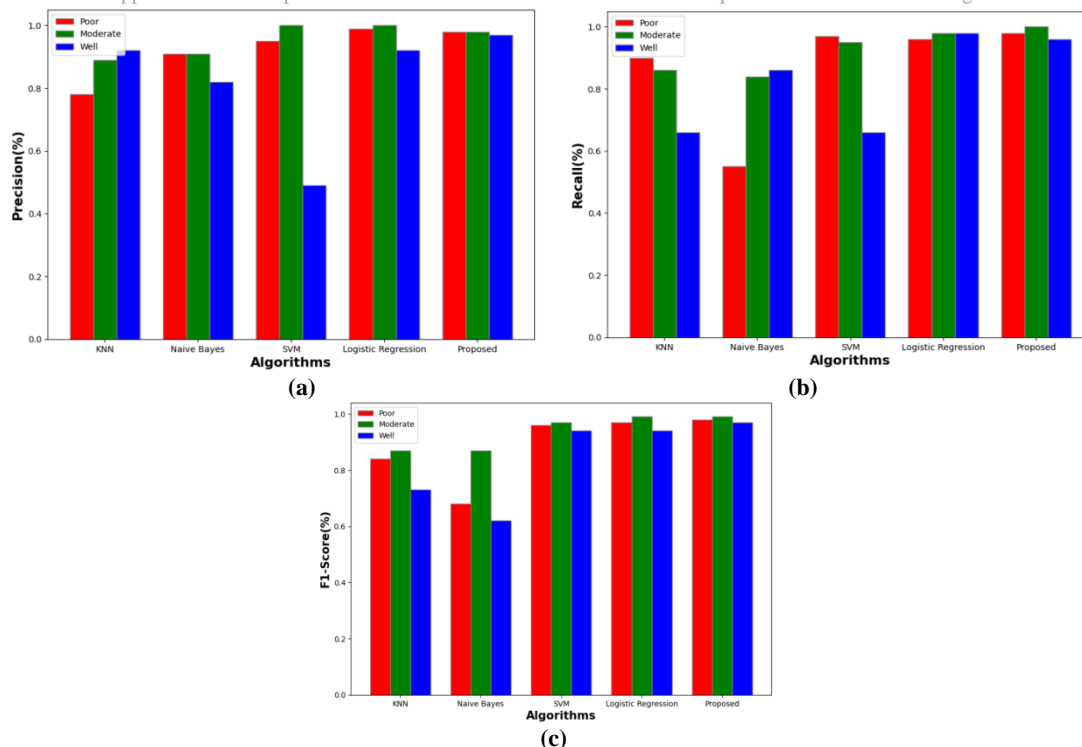 Poor
Moderate
Well
1.0
0.8
0.6
0.4
0.2
0.0
Precision(%)
KNN Naive Bayes SVM Logistic Regression Proposed
Algorithms
(a)
Poor
Moderate
Well
1.0
0.8
0.6
0.4
0.2
0.0
Recall(%)
KNN Naive Bayes SVM Logistic Regression Proposed
Algorithms
(b)
Poor
Moderate
Well
1.0
0.8
0.6
0.4
0.2
0.0
F1-Score(%)
KNN Naive Bayes SVM Logistic Regression Proposed
Algorithms
(c)